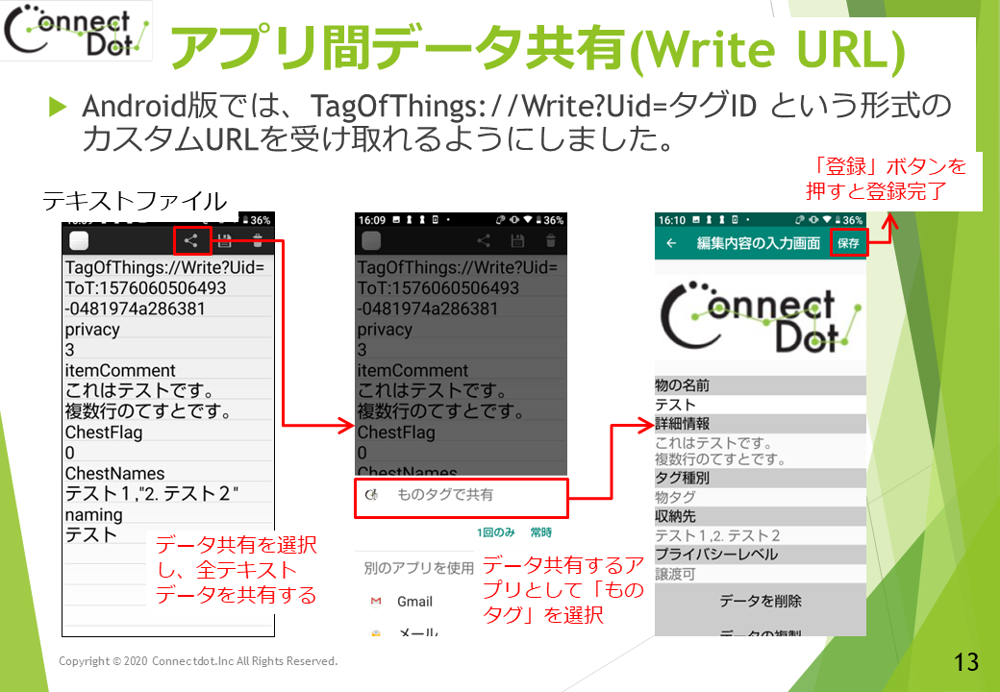 Connect Dot
アプリ間データ共有(Write URL)
Android版では、TagOfThings://Write?Uid=タグID という形式の
カスタムURLを受け取れるようにしました。
「登録」ボタンを
押すと登録完了
テキストファイル
36%
TagOfThings://Write?Uid=
ToT:1576060506493
-0481974a286381
privacy
3
itemComment
これはテストです。
複数行のてすとです。
ChestFlag
0
ChestNames
テスト１,"2. テスト２"
naming
テスト
データ共有を選択
し、全テキスト
データを共有する
16:09 36%
TagOfThings://Write?Uid=
ToT:1576060506493
-0481974a286381
privacy
3
itemComment
これはテストです。
複数行のてすとです。
ChestFlag
0
ChestNames
ものタグで共有
1回のみ 常時
別のアプリを使用
Gmail
メール
データ共有するア
プリとして「もの
タグ」を選択
16:10 36%
編集内容の入力画面 保存
Connect Dot
物の名前
テスト
詳細情報
これはテストです。
複数行のてすとです。
タグ種別
物タグ
収納先
テスト１,2. テスト２
プライバシーレベル
譲渡可
データを削除
データの複製
Copyright © 2020 Connectdot.Inc All Rights Reserved.
13